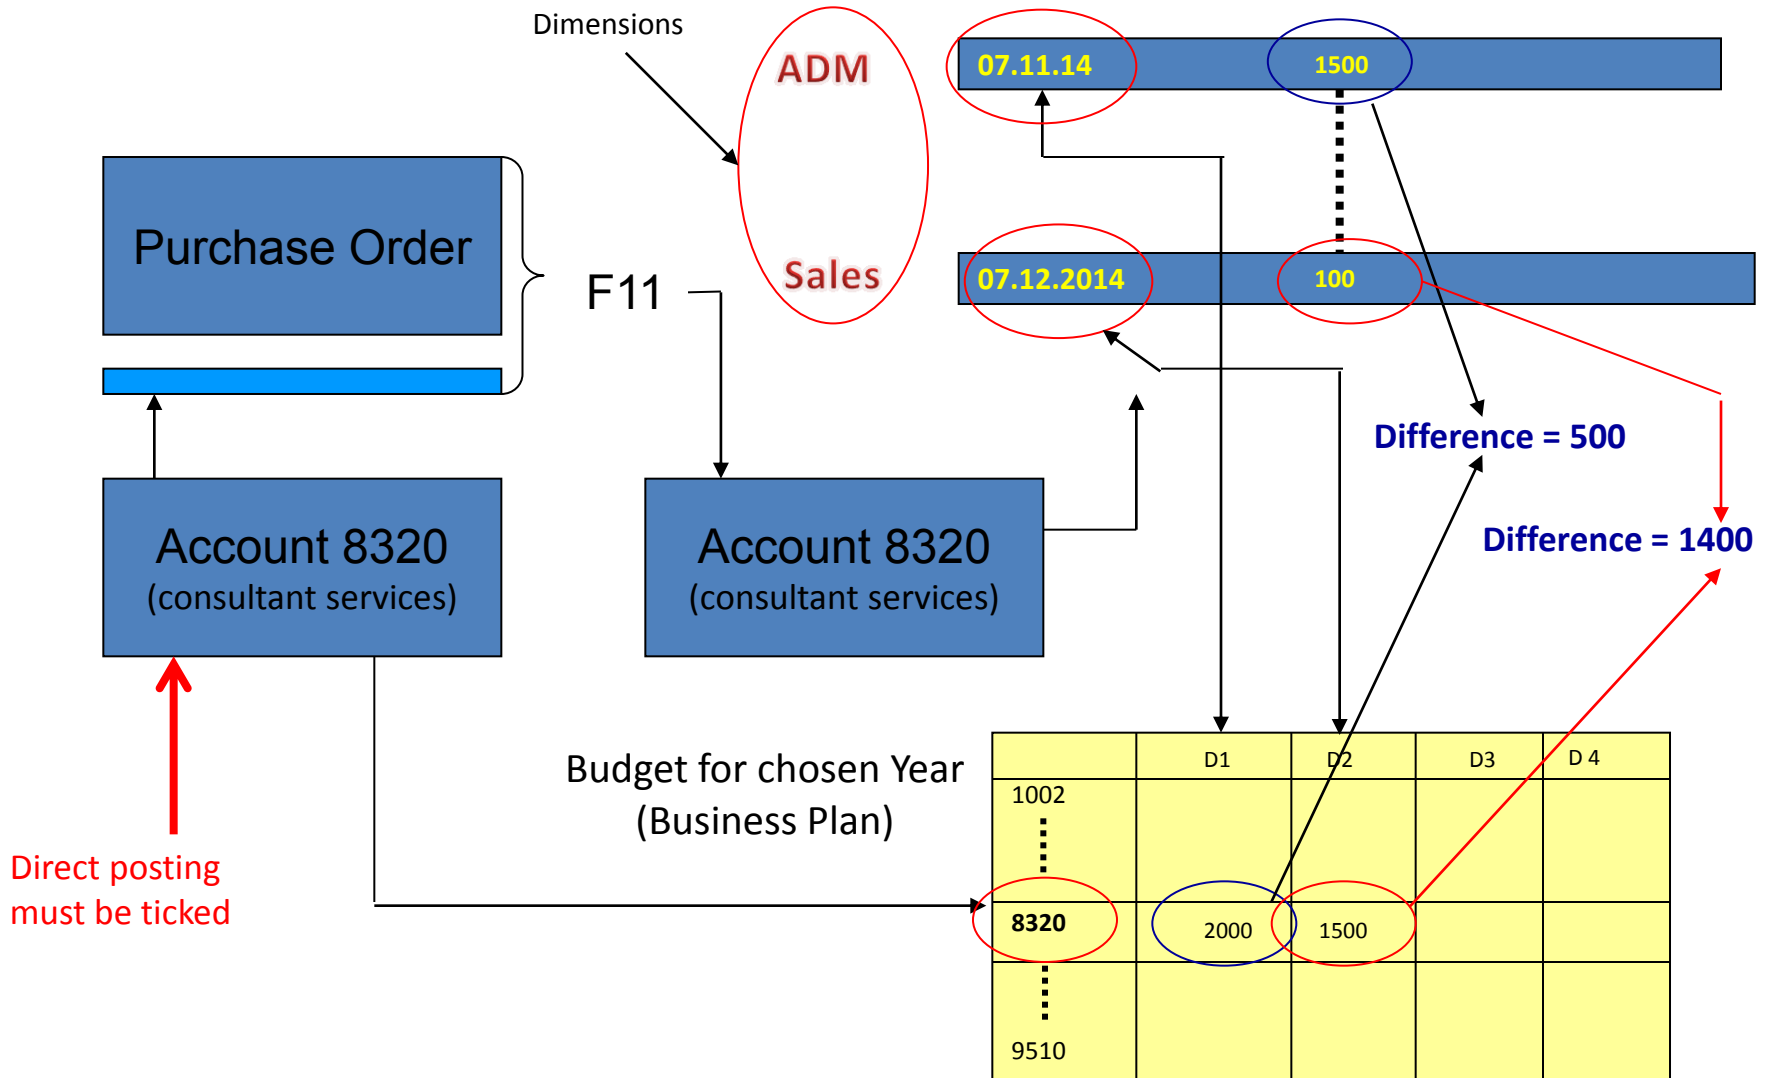 Dimensions
ADM
07.11.14
1500
Purchase Order
F11
Sales
07.12.2014
100
Difference = 500
Account 8320
(consultant services)
Account 8320
(consultant services)
Difference = 1400
Direct posting
must be ticked
Budget for chosen Year
(Business Plan)
D1 D2 D3 D 4
1002
8320 2000 1500
9510